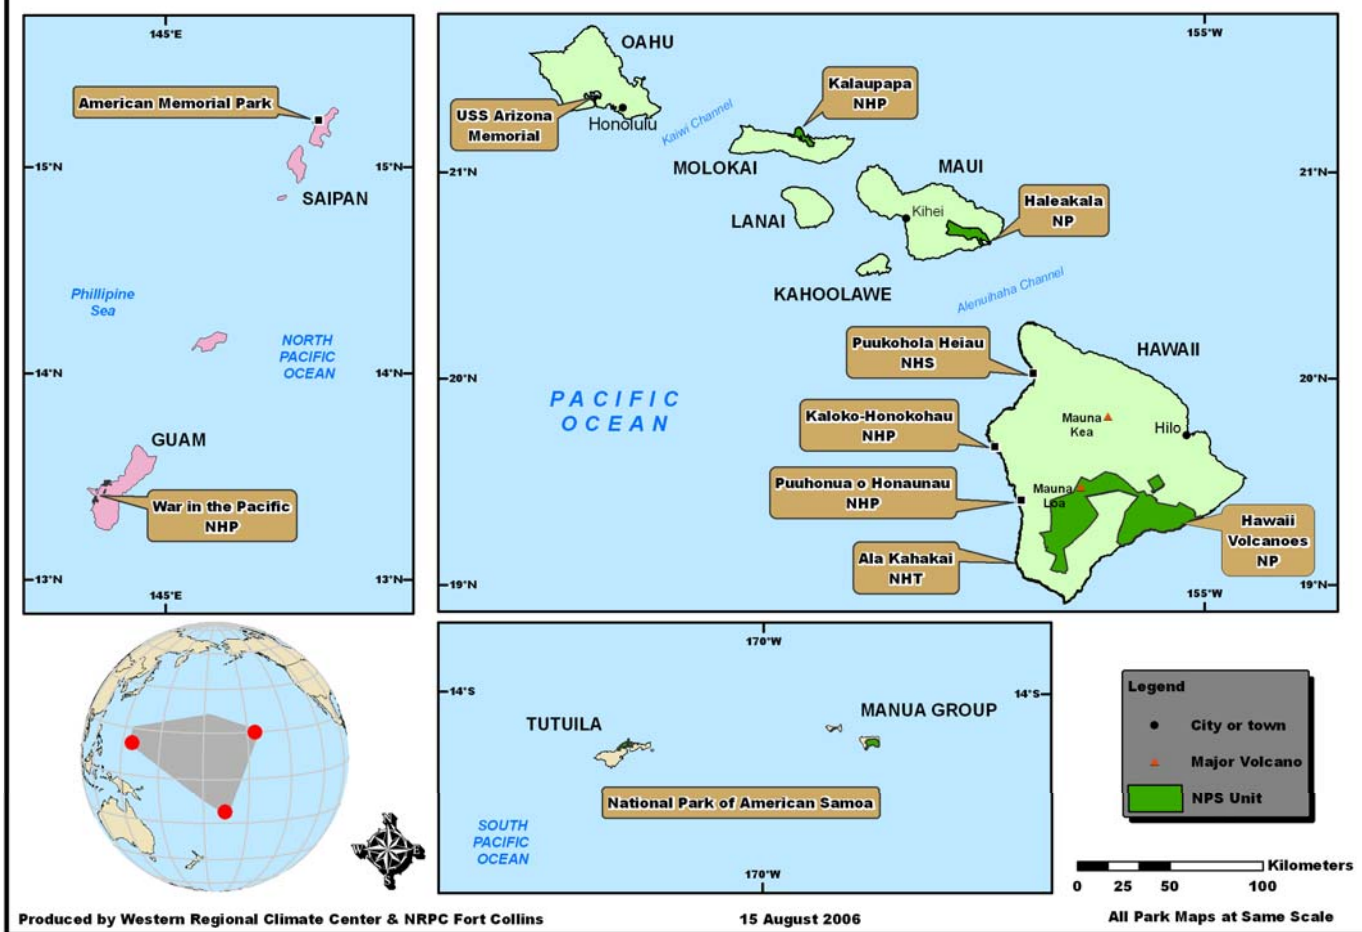 145°E
American Memorial Park
15°N
15°N
SAIPAN
Phillipine
Sea
NORTH
PACIFIC
OCEAN
14°N
14°N
GUAM
War in the Pacific
NHP
13°N
13°N
145°E
155°W
OAHU
USS Arizona
Memorial
Honolulu
Kaiwi Channel
Kalaupapa
NHP
MOLOKAI
21°N
21°N
MAUI
LANAI
Kihei
Haleakala
NP
KAHOOLAWE
Alenuihaha Channel
Puukohola Heiau
NHS
HAWAII
20°N
20°N
PACIFIC
OCEAN
Kaloko-Honokohau
NHP
Mauna
Kea
Hilo
Puuhonua o Honaunau
NHP
Mauna
Loa
Hawaii
Volcanoes
NP
Ala Kahakai
NHT
19°N
19°N
155°W
170°W
14°S
14°S
TUTUILA
MANUA GROUP
National Park of American Samoa
SOUTH
PACIFIC
OCEAN
170°W
N
W
E
S
Legend
City or town
Major Volcano
NPS Unit
Kilometers
0 25 50 100
Produced by Western Regional Climate Center & NRPC Fort Collins
15 August 2006
All Park Maps at Same Scale